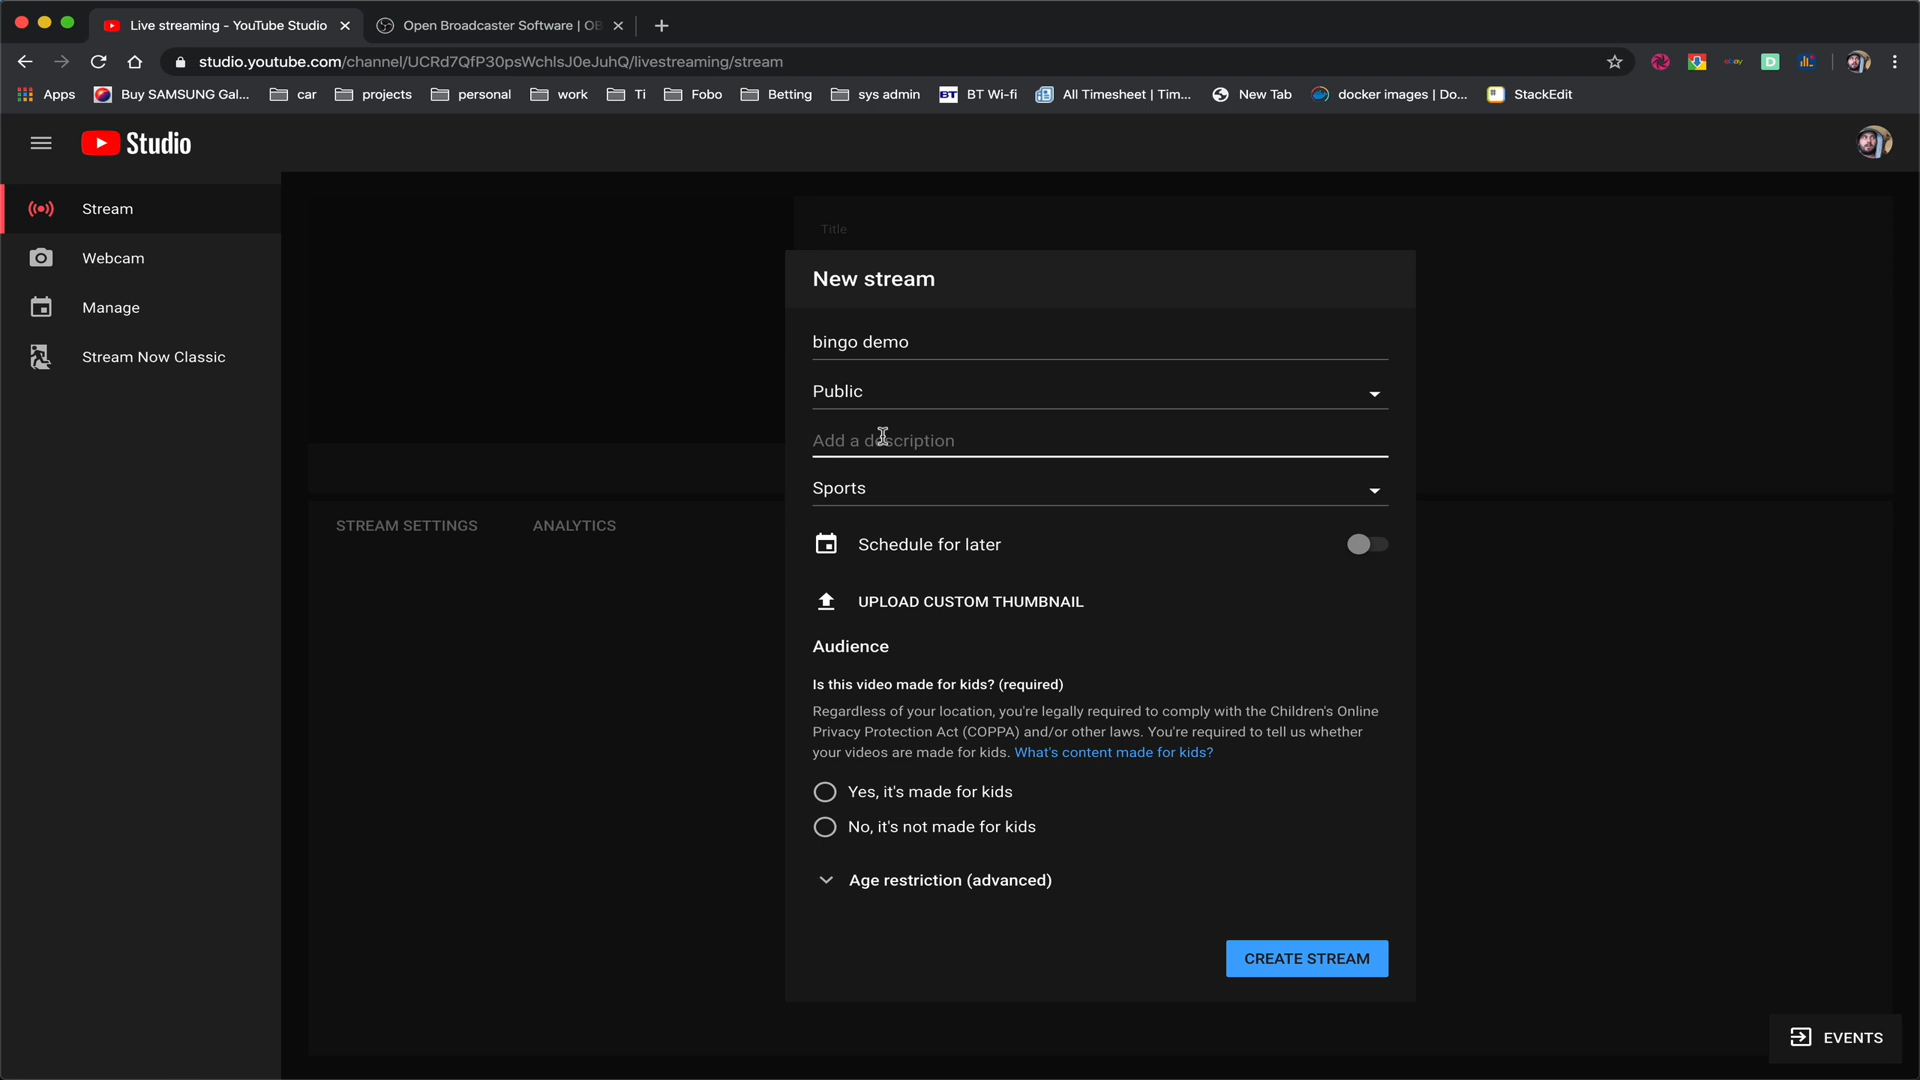 Live streaming - YouTube Studio
Open Broadcaster Software | OB
studio.youtube.com/channel/UCRd7QfP30psWchlsJ0eJuhQ/livestreaming/stream
Apps
Buy SAMSUNG Gal...
car
projects
personal
work
Ti
Fobo
Betting
sys admin
BT
BT Wi-fi
All Timesheet | Tim...
New Tab
docker images | Do...
StackEdit
ebay
D
Studio
Stream
Webcam
Manage
Stream Now Classic
Title
STREAM SETTINGS
ANALYTICS
New stream
bingo demo
Public
Add a description
Sports
Schedule for later
UPLOAD CUSTOM THUMBNAIL
Audience
Is this video made for kids? (required)
Regardless of your location, you're legally required to comply with the Children's Online
Privacy Protection Act (COPPA) and/or other laws. You're required to tell us whether
your videos are made for kids. What's content made for kids?
Yes, it's made for kids
No, it's not made for kids
Age restriction (advanced)
CREATE STREAM
EVENTS